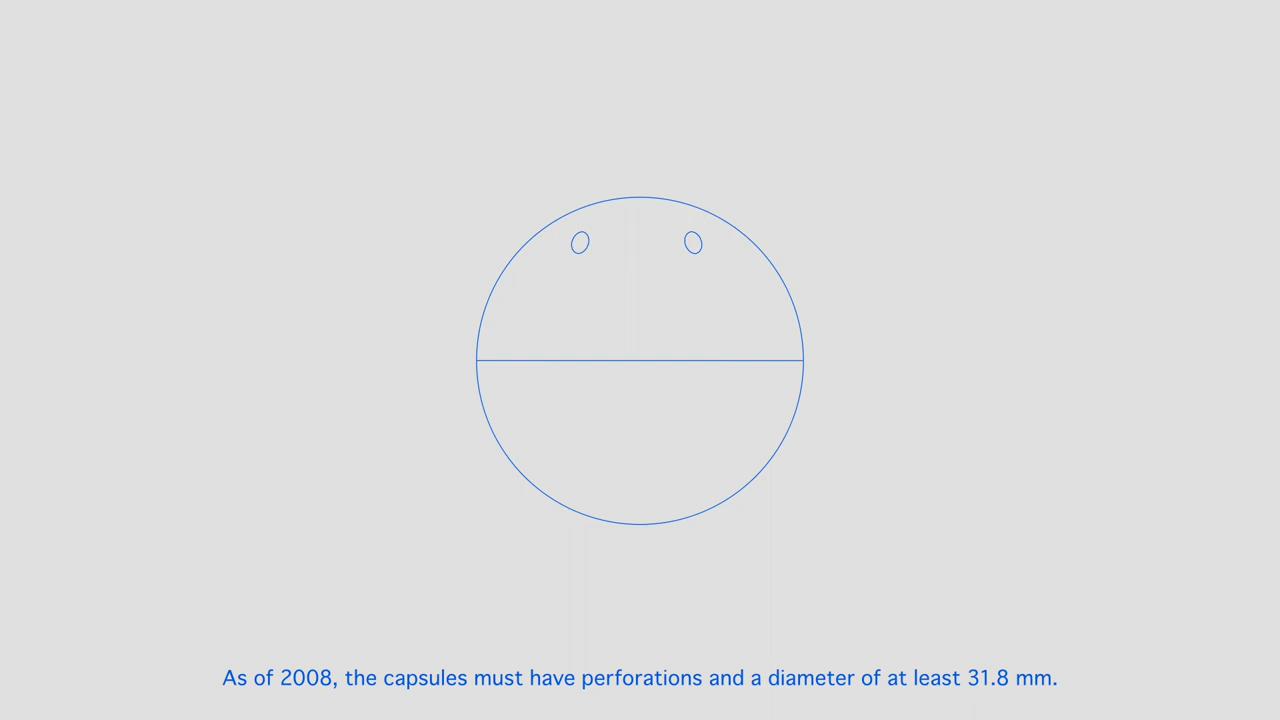 As of 2008, the capsules must have perforations and a diameter of at least 31.8 mm.